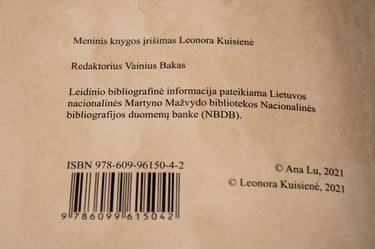 Meninis knygos įrišimas Leonora Kuisienė
Redaktorius Vainius Bakas
Leidinio bibliografinė informacija pateikiama Lietuvos
nacionalinės Martyno Mažvydo bibliotekos Nacionalinės
bibliografijos duomenų banke (NBDB).
ISBN 978-609-96150-4-2
9 786099 615042
© Ana Lu, 2021
© Leonora Kuisienė, 2021